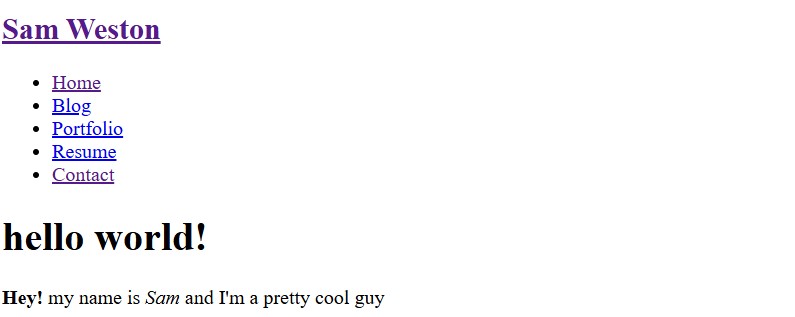 Sam Weston
Home
Blog
Portfolio
Resume
Contact
hello world!
Hey! my name is Sam and I'm a pretty cool guy